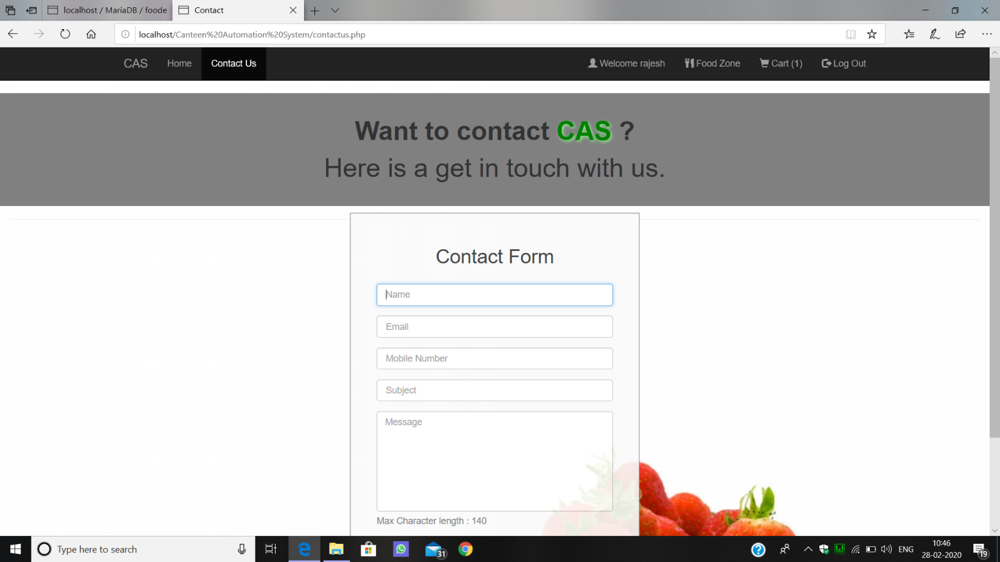 localhost / MariaDB / foode
Contact
localhost/Canteen%20Automation%20System/contactus.php
CAS Home Contact Us Welcome rajesh Food Zone Cart (1) Log Out
Want to contact CAS ?
Here is a get in touch with us.
Contact Form
Name
Email
Mobile Number
Subject
Message
Max Character length : 140
Type here to search
31
ENG
10:46
28-02-2020
19